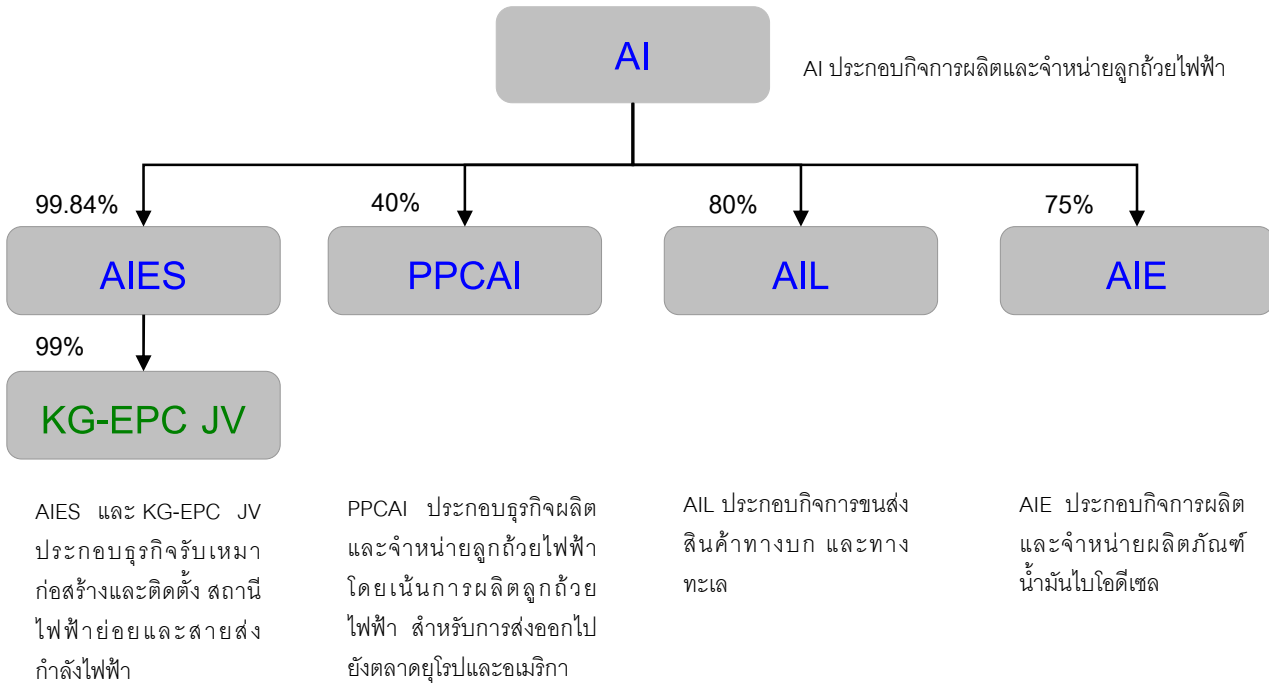 AI
AI ประกอบกิจการผลิตและจำหน่ายลูกถ้วยไฟฟ้า
99.84%
40%
80%
75%
AIES
PPCAI
AIL
AIE
99%
KG-EPC JV
AIES และ KG-EPC JV
ประกอบธุรกิจรับเหมา
ก่อสร้างและติดตั้ง สถานี
ไฟฟ้าย่อยและสายส่ง
กำลังไฟฟ้า
PPCAI ประกอบธุรกิจผลิต
และจำหน่ายลูกถ้วยไฟฟ้า
โดยเน้นการผลิตลูกถ้วย
ไฟฟ้า สำหรับการส่งออกไป
ยังตลาดยุโรปและอเมริกา
AIL ประกอบกิจการขนส่ง
สินค้าทางบก และทาง
ทะเล
AIE ประกอบกิจการผลิต
และจำหน่ายผลิตภัณฑ์
น้ำมันไบโอดีเซล